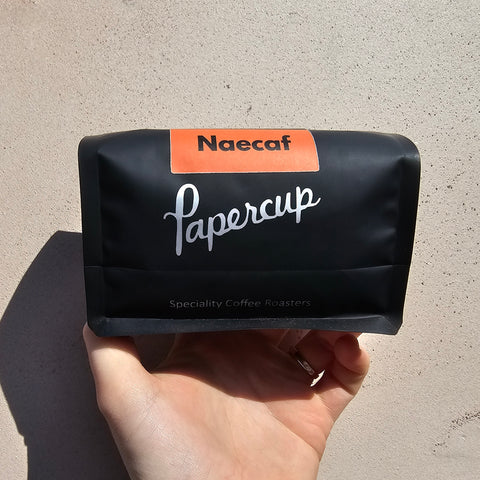 Naecaf
Papercup
Speciality Coffee Roasters